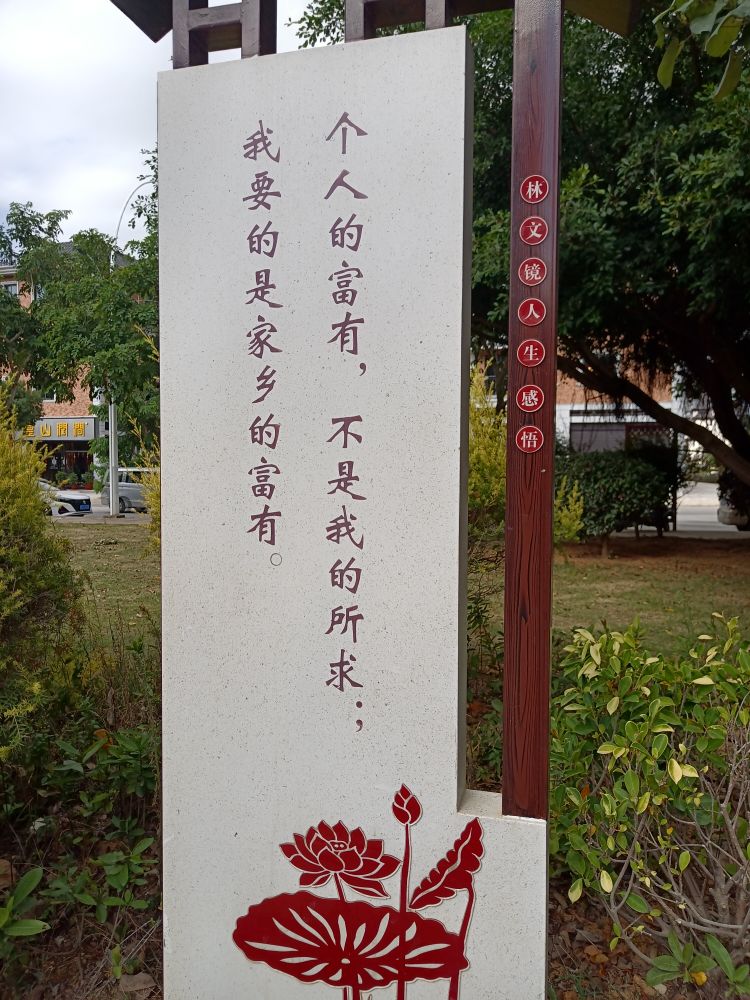 林文镜人生感悟
个人的富有，不是我的所求；
我要的是家乡的富有。